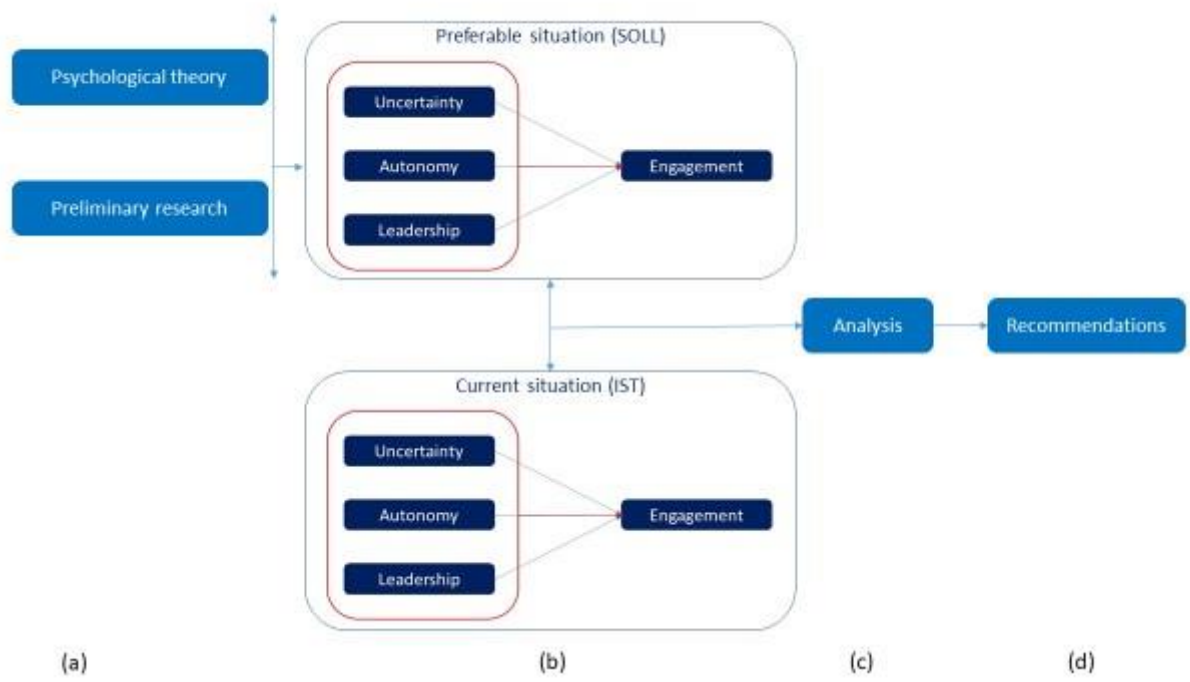 Psychological theory
Preliminary research
Preferable situation (SOLL)
Uncertainty
Autonomy
Leadership
Engagement
Current situation (IST)
Uncertainty
Autonomy
Leadership
Engagement
Analysis
Recommendations
(a)
(b)
(c)
(d)